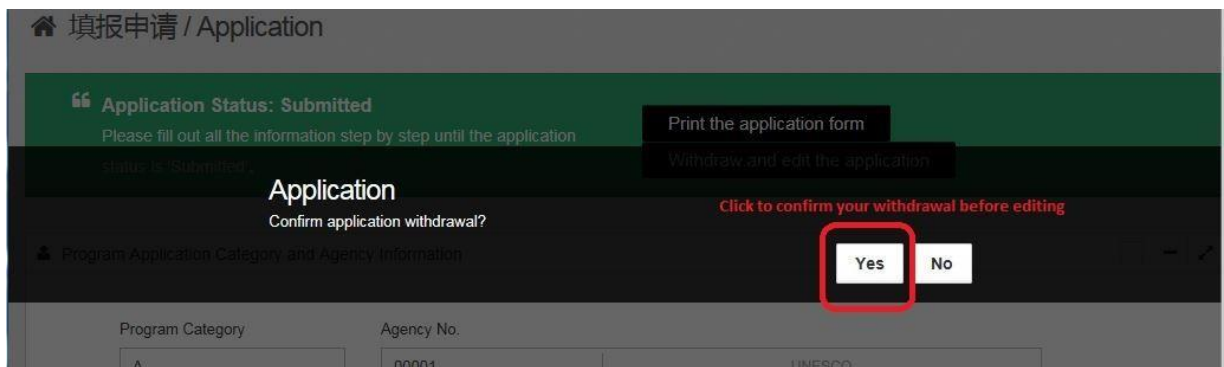 填报申请 / Application
Application Status: Submitted
Please fill out all the information step by step until the application
status is 'Submitted'.
Print the application form
Withdraw and edit the application
Application
Confirm application withdrawal?
Click to confirm your withdrawal before editing
Yes No
Program Application Category and Agency Information
Program Category Agency No.
A 00001 UNESCO